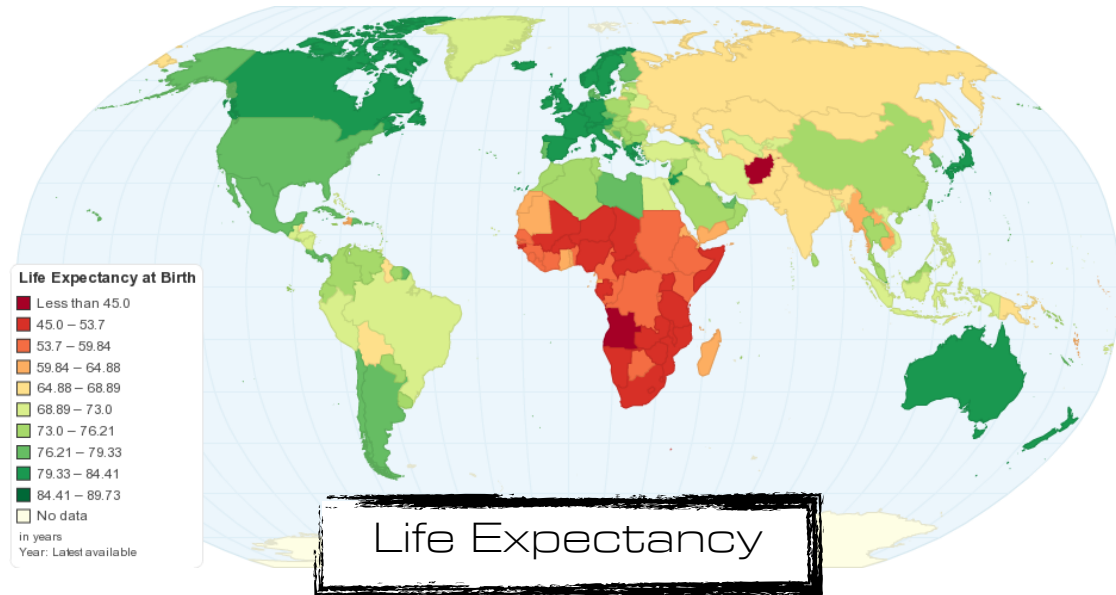 Life Expectancy at Birth
Less than 45.0
45.0 – 53.7
53.7 – 59.84
59.84 – 64.88
64.88 – 68.89
68.89 – 73.0
73.0 – 76.21
76.21 – 79.33
79.33 – 84.41
84.41 – 89.73
No data
in years
Year: Latest available
Life Expectancy